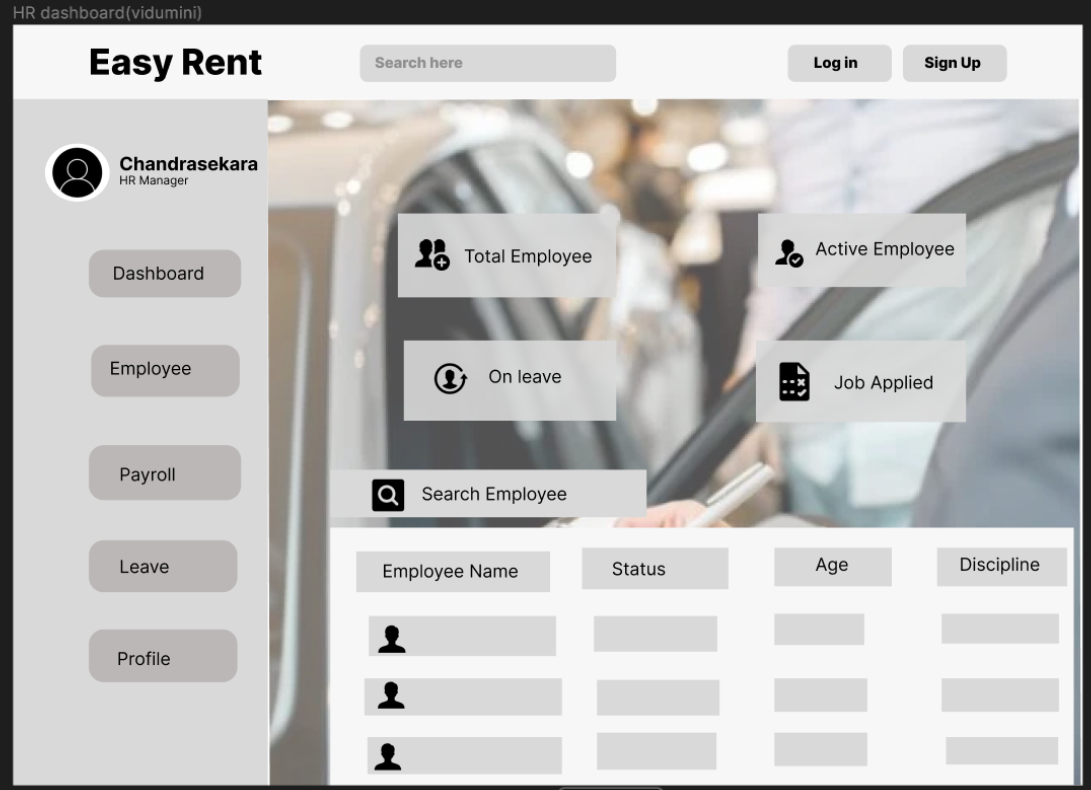 HR dashboard(vidumini)
Easy Rent
Search here
Log in
Sign Up
Chandrasekara
HR Manager
Dashboard
Employee
Payroll
Leave
Profile
Total Employee
Active Employee
On leave
Job Applied
Search Employee
Employee Name
Status
Age
Discipline